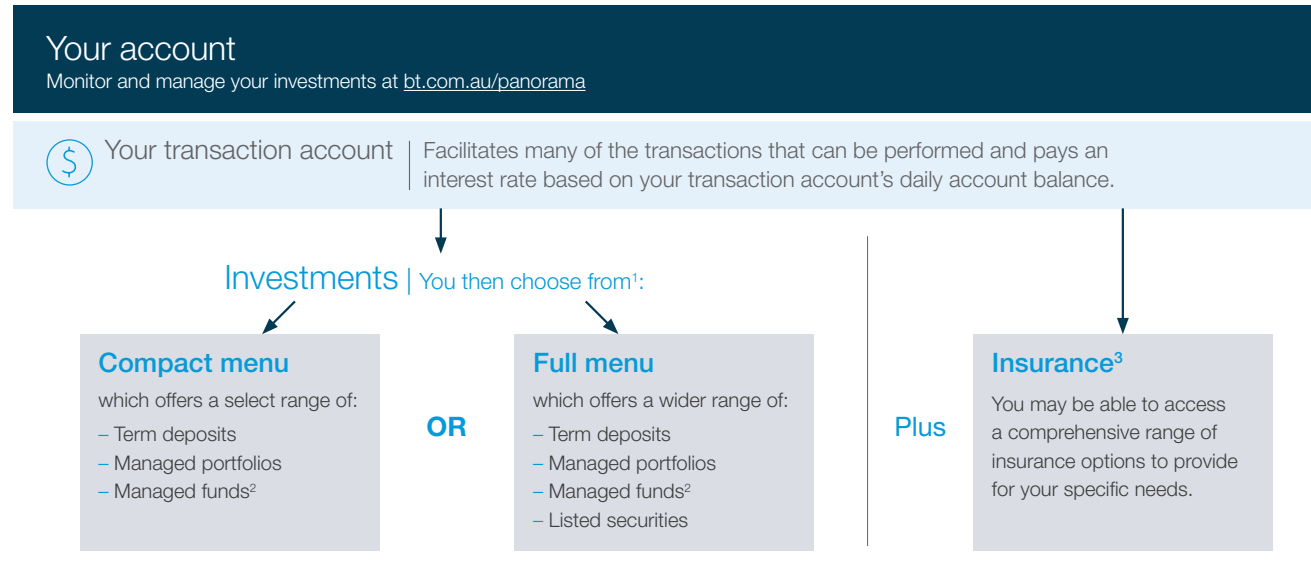 Your account
Monitor and manage your investments at bt.com.au/panorama
$
Your transaction account
Facilitates many of the transactions that can be performed and pays an
interest rate based on your transaction account’s daily account balance.
Investments | You then choose from¹:
Compact menu
which offers a select range of:
– Term deposits
– Managed portfolios
– Managed funds²
OR
Full menu
which offers a wider range of:
– Term deposits
– Managed portfolios
– Managed funds²
– Listed securities
Plus
Insurance³
You may be able to access
a comprehensive range of
insurance options to provide
for your specific needs.